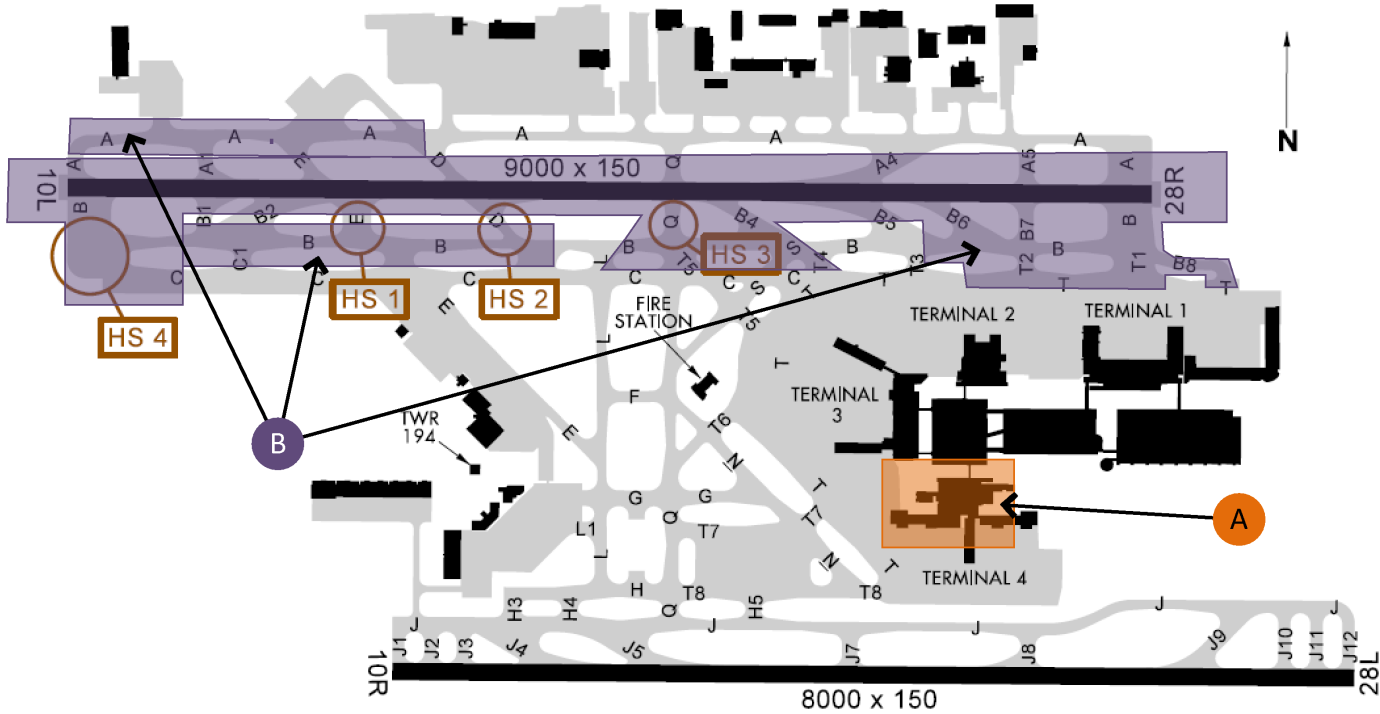 A
A
A
A
A
A
A
A1
E
D
Q
A4
A5
A
N
9000 x 150
10L
28R
B
B1
B2
E
D
Q
B4
B5
B6
B7
B
C1
B
B
L
B
S
T4
B
T3
T2
B
T1
B8
HS 3
T5
C
C
C
C
C
S
T
T
T
T
HS 1
HS 2
HS 4
E
FIRE
STATION
T5
TERMINAL 2
TERMINAL 1
L
T
F
TERMINAL
3
TWR
194
T6
E
B
N
G
G
T
A
Q
T7
L1
T7
L
N
T
TERMINAL 4
H
T8
T8
H3
H4
Q
H5
J
J
J
J
J
J1
J2
J3
J4
J5
J7
J8
J9
J10
J11
J12
10R
28L
8000 x 150